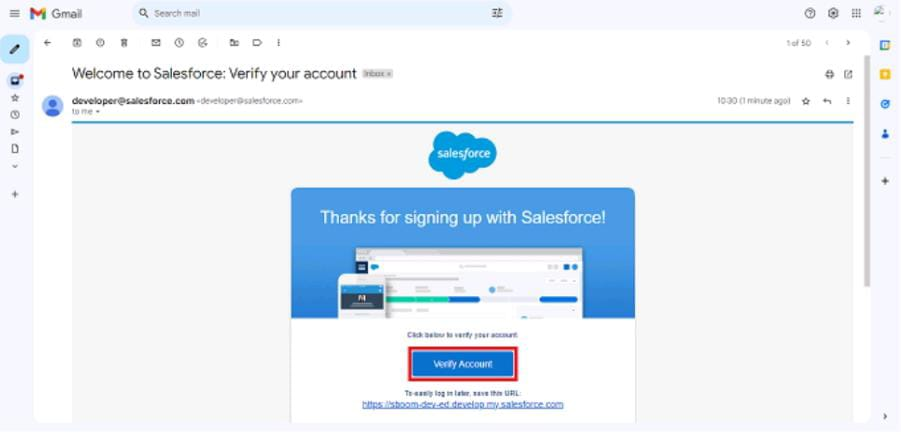 Gmail
Search mail
1 of 50
Welcome to Salesforce: Verify your account Inbox ×
developer@salesforce.com <developer@salesforce.com>
10:30 (1 minute ago)
to me
salesforce
Thanks for signing up with Salesforce!
Click below to verify your account.
Verify Account
To easily log in later, save this URL:
https://sboom-dev-ed.develop.my.salesforce.com